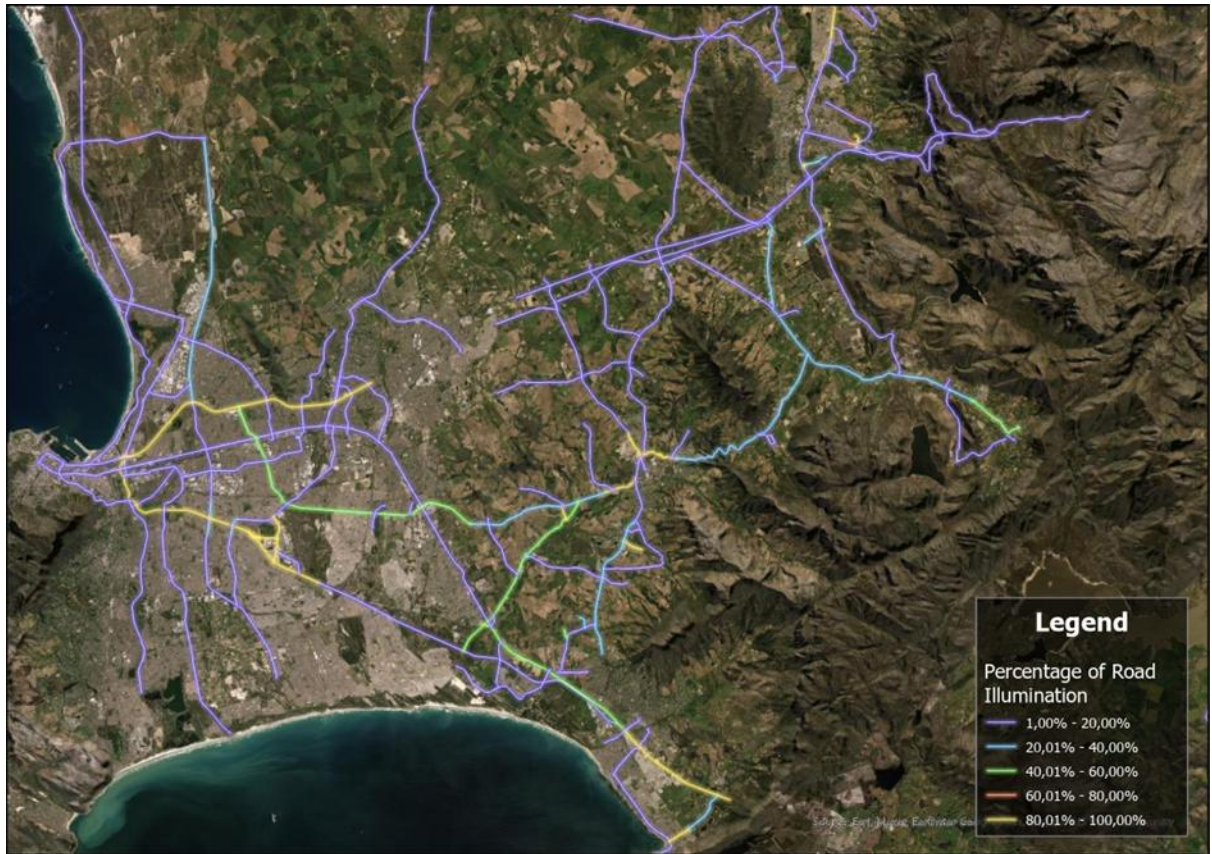 Legend
Percentage of Road
Illumination
1,00% - 20,00%
20,01% - 40,00%
40,01% - 60,00%
60,01% - 80,00%
80,01% - 100,00%
Earthstar